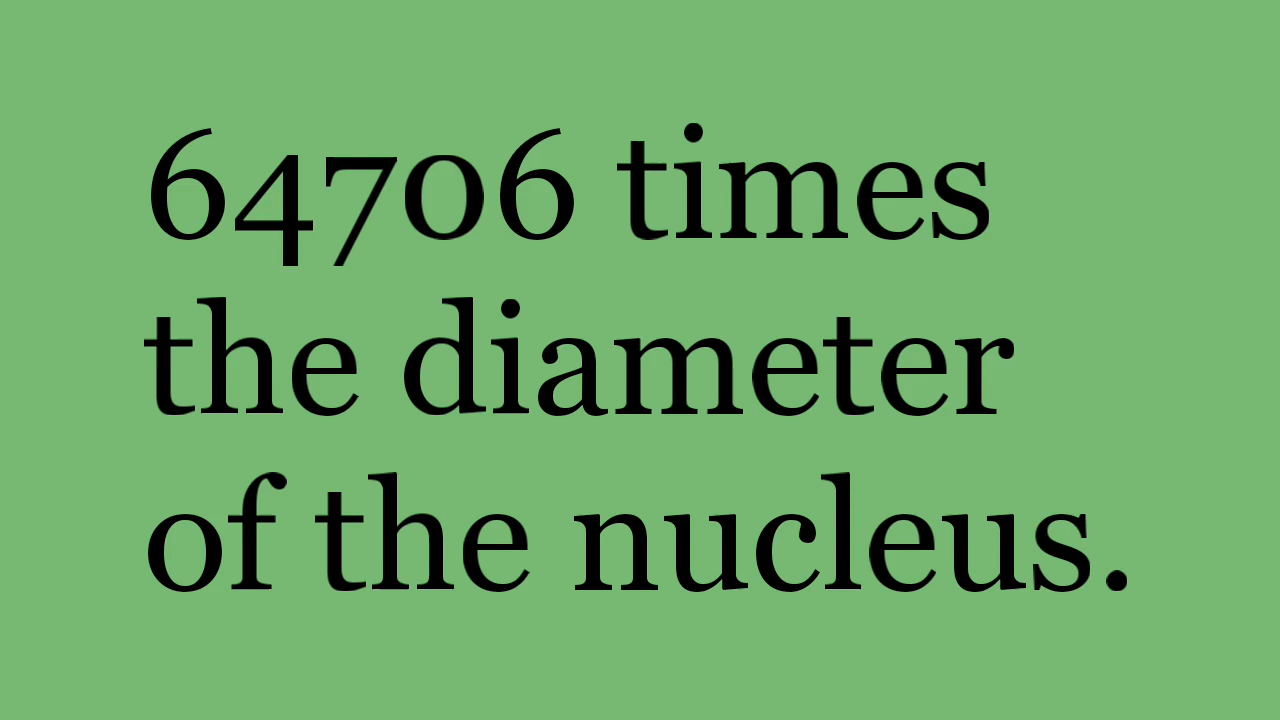 64706 times
the diameter
of the nucleus.